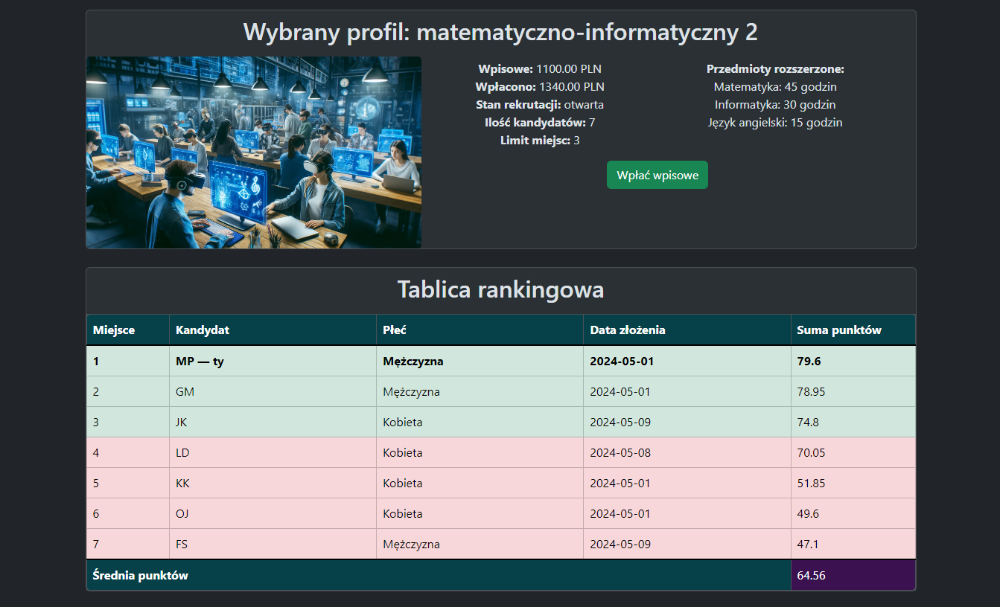 Wybrany profil: matematyczno-informatyczny 2
Wpisowe: 1100.00 PLN
Wpłacono: 1340.00 PLN
Stan rekrutacji: otwarta
Ilość kandydatów: 7
Limit miejsc: 3
Przedmioty rozszerzone:
Matematyka: 45 godzin
Informatyka: 30 godzin
Język angielski: 15 godzin
Wpłać wpisowe
Tablica rankingowa
Miejsce Kandydat Płeć Data złożenia Suma punktów
1 MP — ty Mężczyzna 2024-05-01 79.6
2 GM Mężczyzna 2024-05-01 78.95
3 JK Kobieta 2024-05-09 74.8
4 LD Kobieta 2024-05-08 70.05
5 KK Kobieta 2024-05-01 51.85
6 OJ Kobieta 2024-05-01 49.6
7 FS Mężczyzna 2024-05-09 47.1
Średnia punktów 64.56